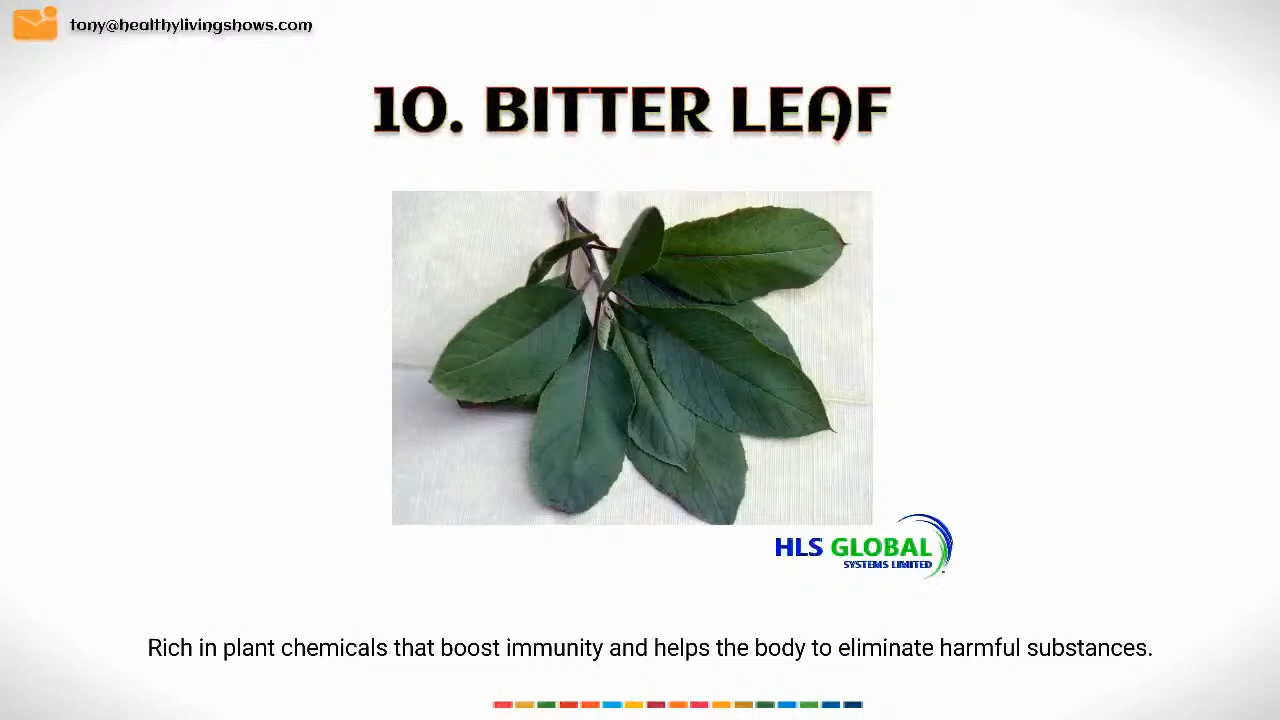 tony@healthylivingshows.com
10. BITTER LEAF
HLS GLOBAL
SYSTEMS LIMITED
Rich in plant chemicals that boost immunity and helps the body to eliminate harmful substances.